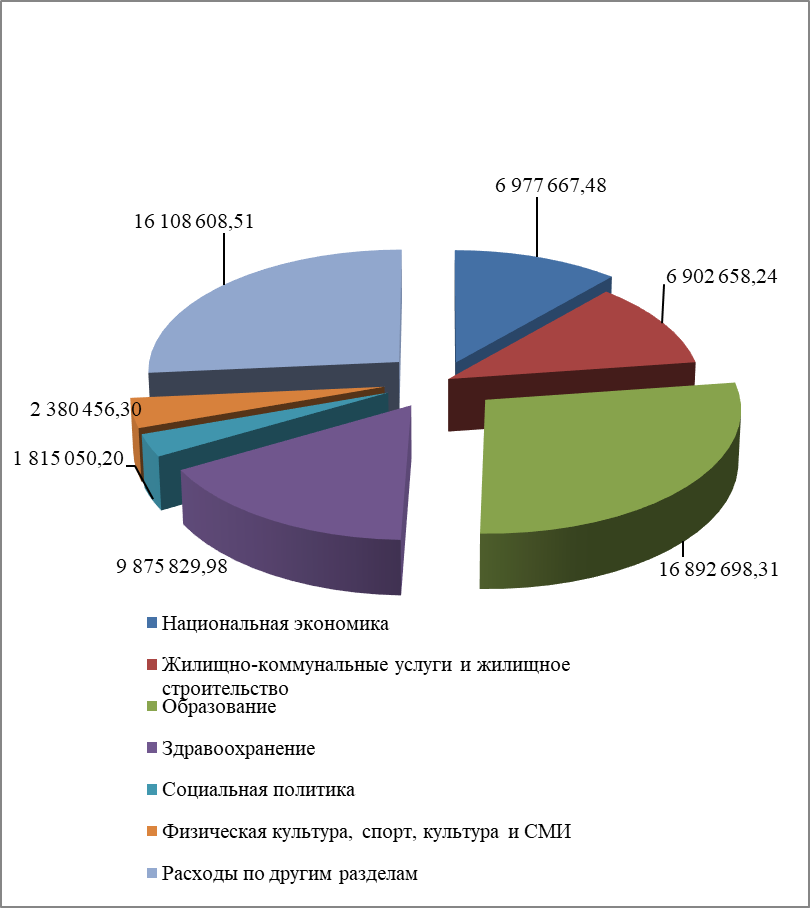 6 977 667,48
16 108 608,51
6 902 658,24
2 380 456,30
1 815 050,20
9 875 829,98
16 892 698,31
Национальная экономика
Жилищно-коммунальные услуги и жилищное
строительство
Образование
Здравоохранение
Социальная политика
Физическая культура, спорт, культура и СМИ
Расходы по другим разделам